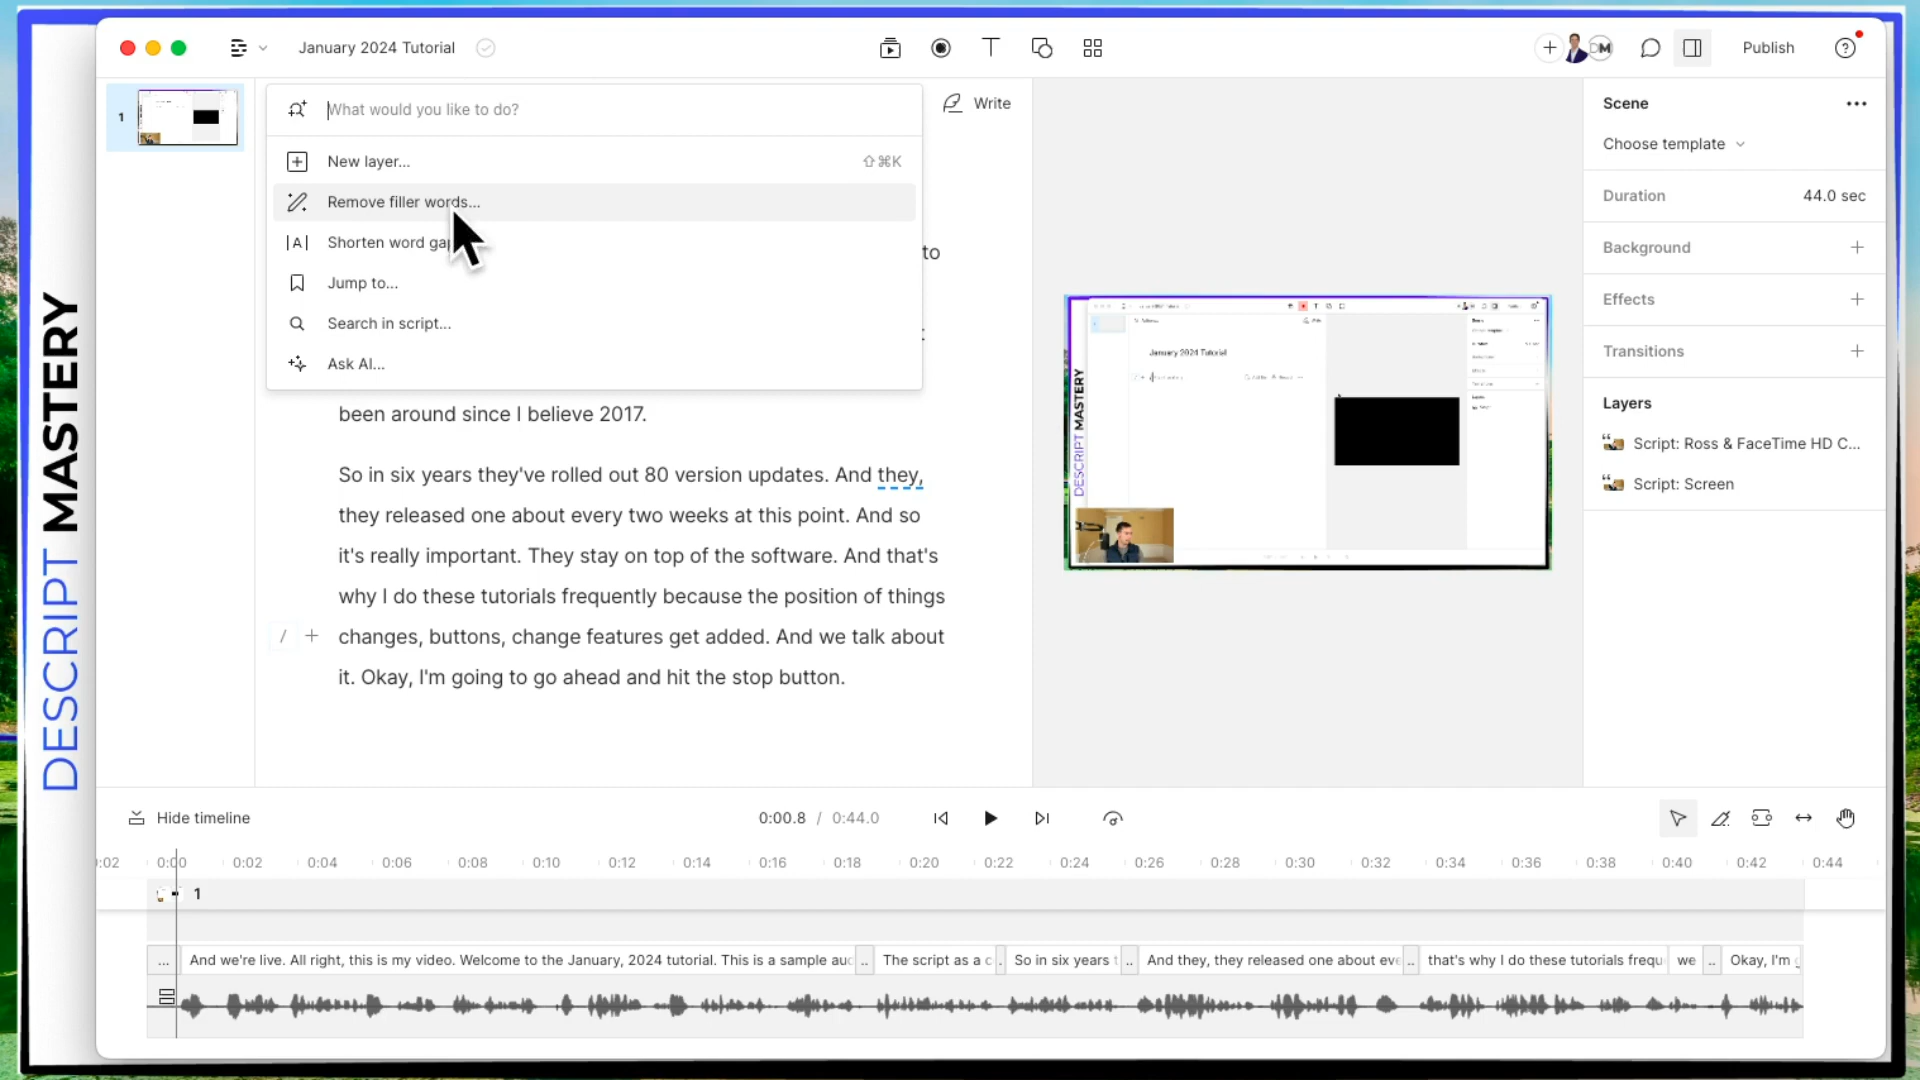 DESCRIPT MASTERY
January 2024 Tutorial
M
Publish
1
What would you like to do?
New layer...
⇧⌘K
Remove filler words...
Shorten word ga
Jump to...
Search in script...
Ask AI...
Write
to
been around since I believe 2017.
So in six years they've rolled out 80 version updates. And they,
they released one about every two weeks at this point. And so
it's really important. They stay on top of the software. And that's
why I do these tutorials frequently because the position of things
/ + changes, buttons, change features get added. And we talk about
it. Okay, I'm going to go ahead and hit the stop button.
January 2024 Tutorial
DESCRIPT MASTERY
Scene
Choose template
Duration 44.0 sec
Background
Effects
Transitions
Layers
Script: Ross & FaceTime HD C...
Script: Screen
Hide timeline
0:00.8 / 0:44.0
:02 0:00 0:02 0:04 0:06 0:08 0:10 0:12 0:14 0:16 0:18 0:20 0:22 0:24 0:26 0:28 0:30 0:32 0:34 0:36 0:38 0:40 0:42 0:44
1
... And we're live. All right, this is my video. Welcome to the January, 2024 tutorial. This is a sample au .. The script as a c . So in six years .. And they, they released one about eve .. that's why I do these tutorials frequ we .. Okay, I'm